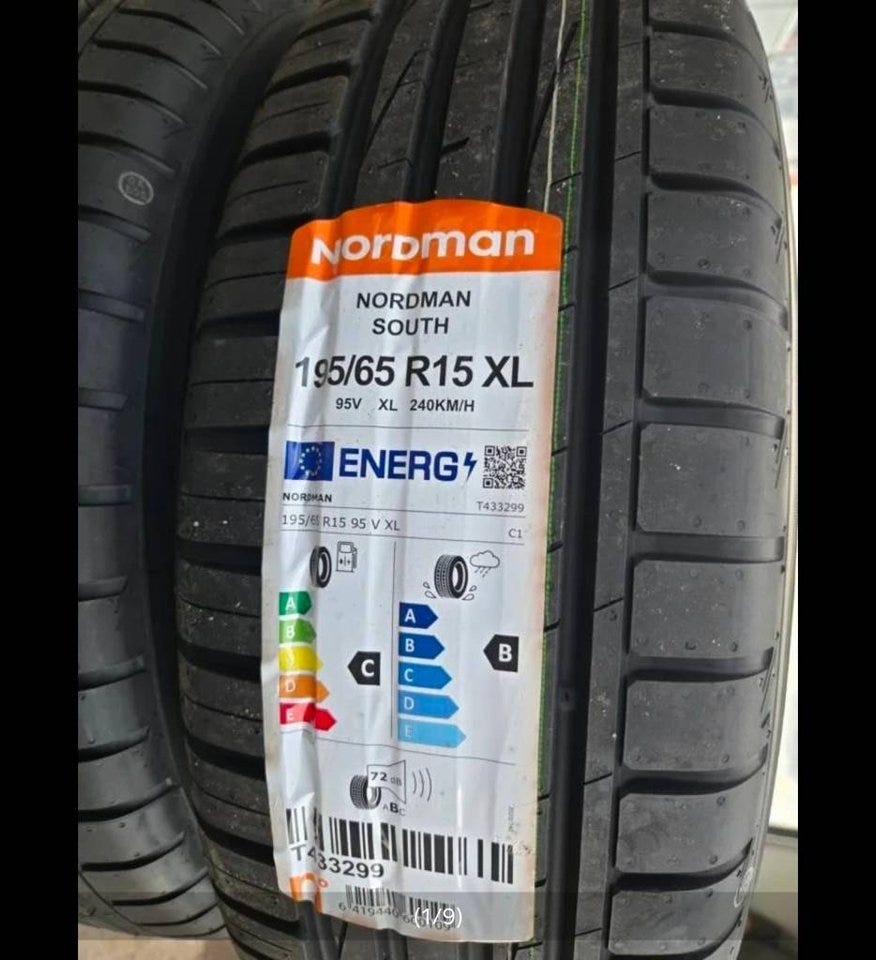 NORDMAN
NORDMAN
SOUTH
195/65 R15 XL
95V XL 240KM/H
ENERG
NORDMAN
T433299
195/65 R15 95 V XL
C1
A
B
D
E
C
A
B
C
D
E
B
72 dB
ABC
T433299
(1/9)